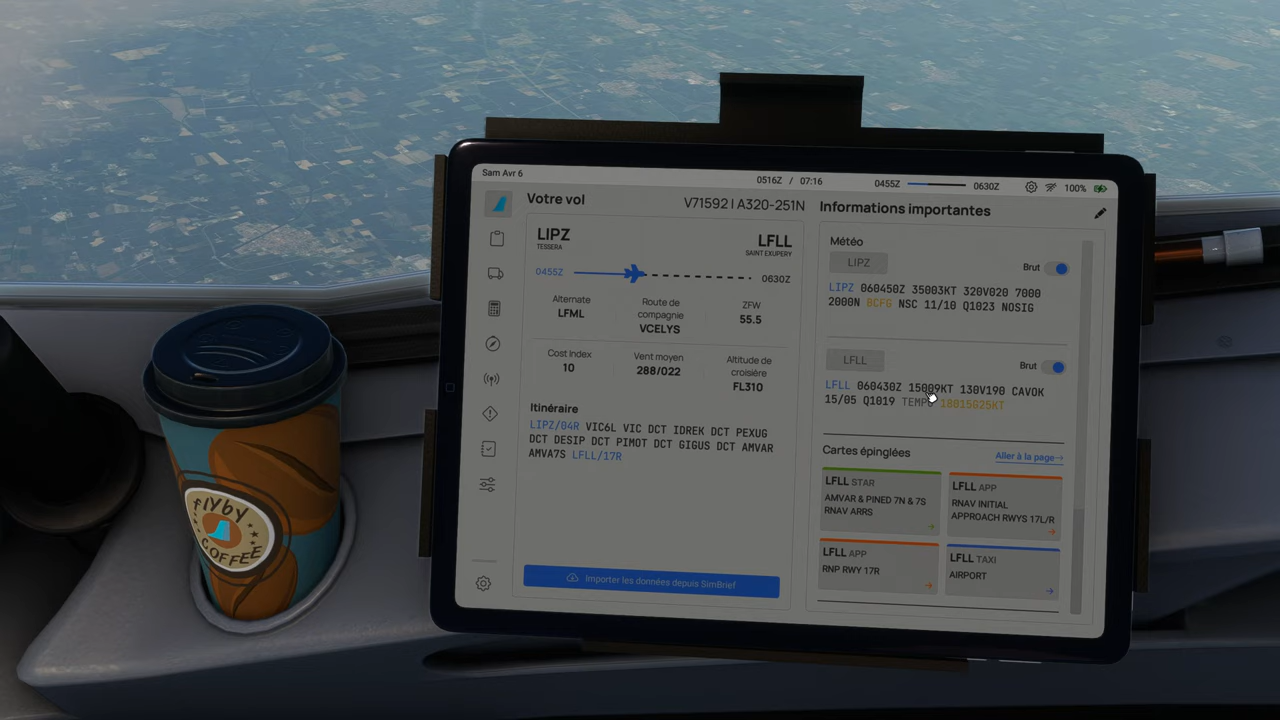 Sam Avr 6
0516Z / 07:16
0455Z
0630Z
100%
Votre vol
V71592 | A320-251N
LIPZ
TESSERA
LFLL
SAINT EXUPERY
0455Z
0630Z
Alternate
LFML
Route de
compagnie
VCELYS
ZFW
55.5
Cost Index
10
Vent moyen
288/022
Altitude de
croisière
FL310
Itinéraire
LIPZ/04R VIC6L VIC DCT IDREK DCT PEXUG
DCT DESIP DCT PIMOT DCT GIGUS DCT AMVAR
AMVA7S LFLL/17R
Importer les données depuis SimBrief
Informations importantes
Météo
LIPZ
Brut
LIPZ 060450Z 35003KT 320V020 7000
2000N BCFG NSC 11/10 Q1023 NOSIG
LFLL
Brut
LFLL 060430Z 15009KT 130V190 CAVOK
15/05 Q1019 TEMPO 18015G25KT
Cartes épinglées
Aller à la page→
LFLL STAR
AMVAR & PINED 7N & 7S
RNAV ARRS
LFLL APP
RNAV INITIAL
APPROACH RWYS 17L/R
LFLL APP
RNP RWY 17R
LFLL TAXI
AIRPORT
flyby
COFFEE